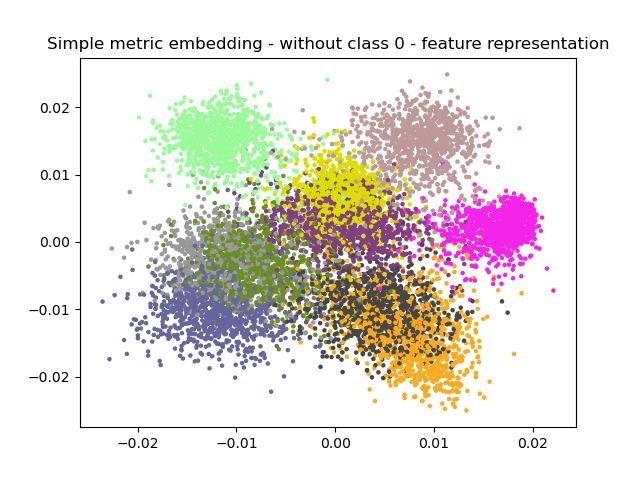 Simple metric embedding - without class 0 - feature representation
0.02
0.01
0.00
−0.01
−0.02
−0.02 −0.01 0.00 0.01 0.02